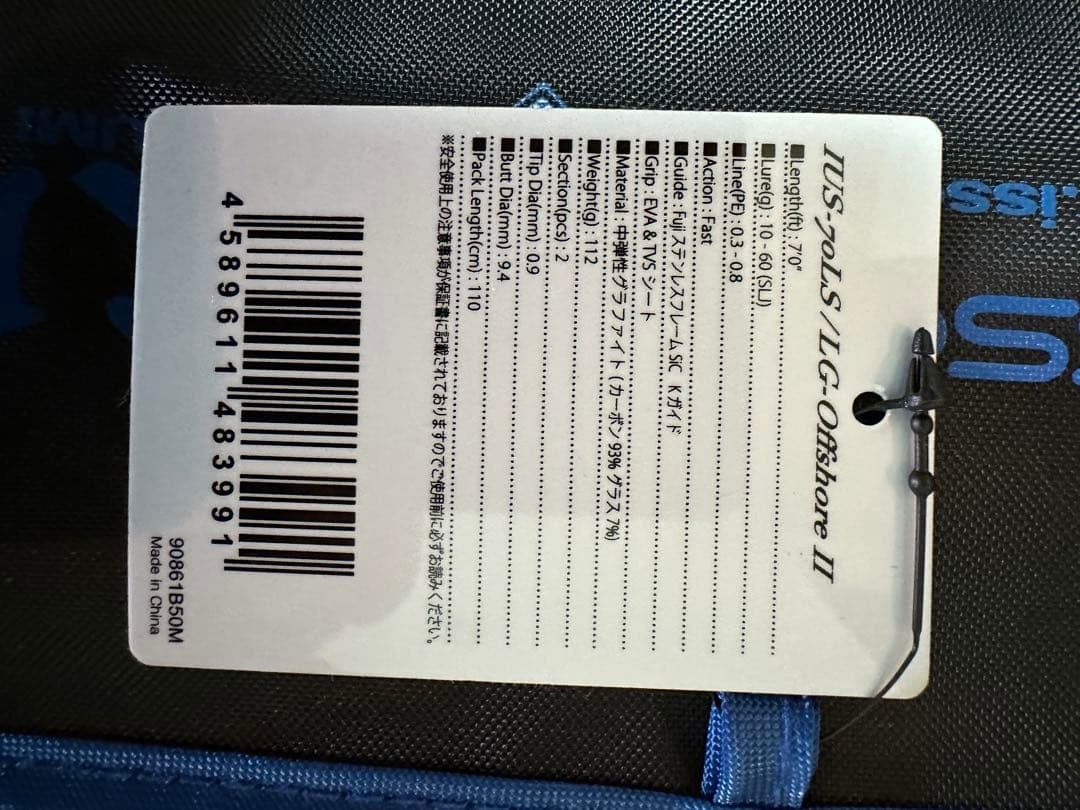 IUS-70LS/LG-Offshore II
■Length(ft) : 7'0"
■Lure(g) : 10 - 60 (SLJ)
■Line(PE) : 0.3 - 0.8
■Action : Fast
■Guide : Fuji ステンレスフレーム SiC Kガイド
■Grip : EVA & TVS シート
■Material : 中弾性グラファイト (カーボン 93% グラス 7%)
■Weight(g) : 112
■Section(pcs) : 2
■Tip Dia(mm) : 0.9
■Butt Dia(mm) : 9.4
■Pack Length(cm) : 110
※安全使用上の注意事項が保証書に記載されておりますのでご使用前に必ずお読みください。
4 589611 483991
90861B50M
Made in China
.iss